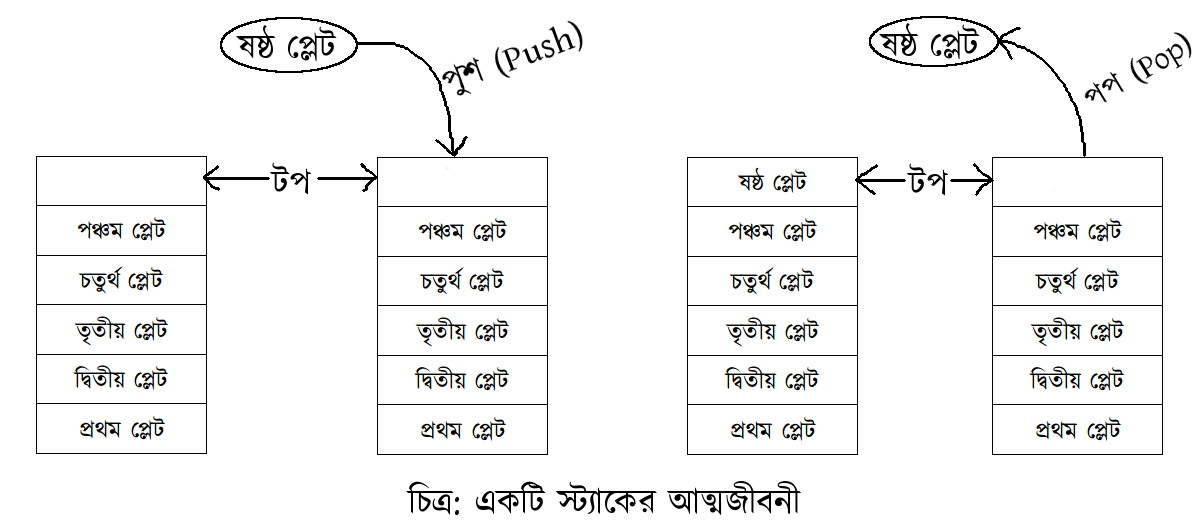 ষষ্ঠ প্লেট
পুশ (Push)
টপ
পঞ্চম প্লেট
চতুর্থ প্লেট
তৃতীয় প্লেট
দ্বিতীয় প্লেট
প্রথম প্লেট
পঞ্চম প্লেট
চতুর্থ প্লেট
তৃতীয় প্লেট
দ্বিতীয় প্লেট
প্রথম প্লেট
ষষ্ঠ প্লেট
পপ (Pop)
টপ
ষষ্ঠ প্লেট
পঞ্চম প্লেট
চতুর্থ প্লেট
তৃতীয় প্লেট
দ্বিতীয় প্লেট
প্রথম প্লেট
পঞ্চম প্লেট
চতুর্থ প্লেট
তৃতীয় প্লেট
দ্বিতীয় প্লেট
প্রথম প্লেট
চিত্র: একটি স্ট্যাকের আত্মজীবনী